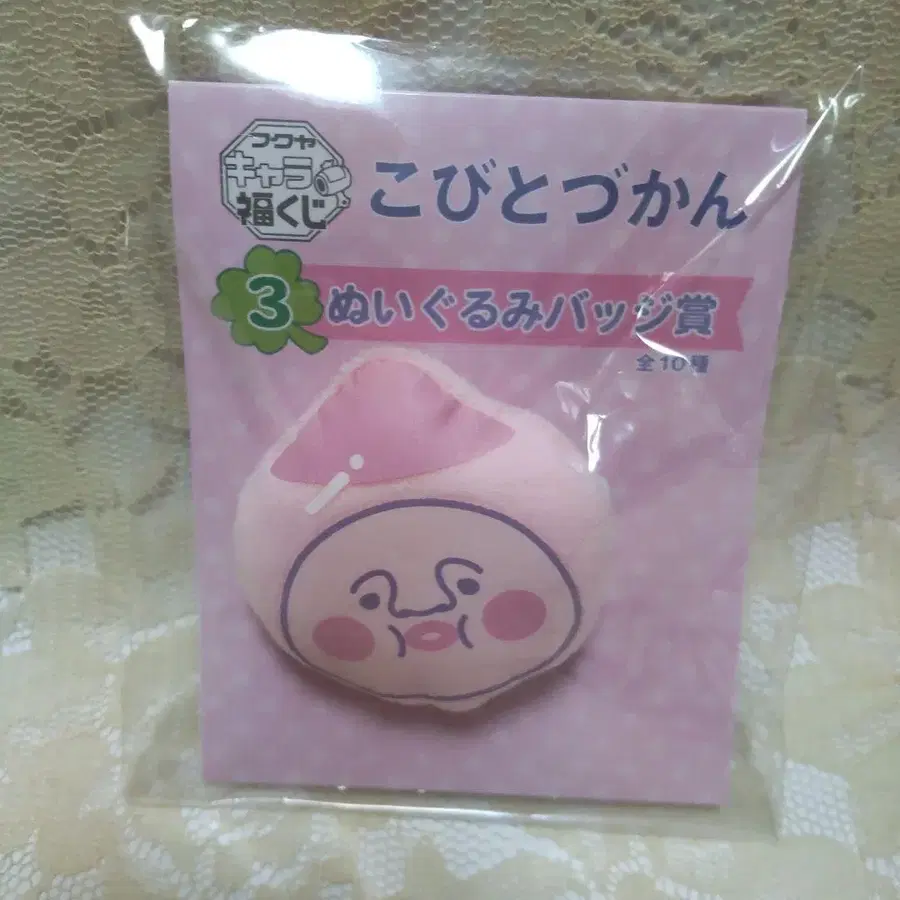 フクヤ
キャラ
福くじ
こびとづかん
3 ぬいぐるみバッジ賞
全10種